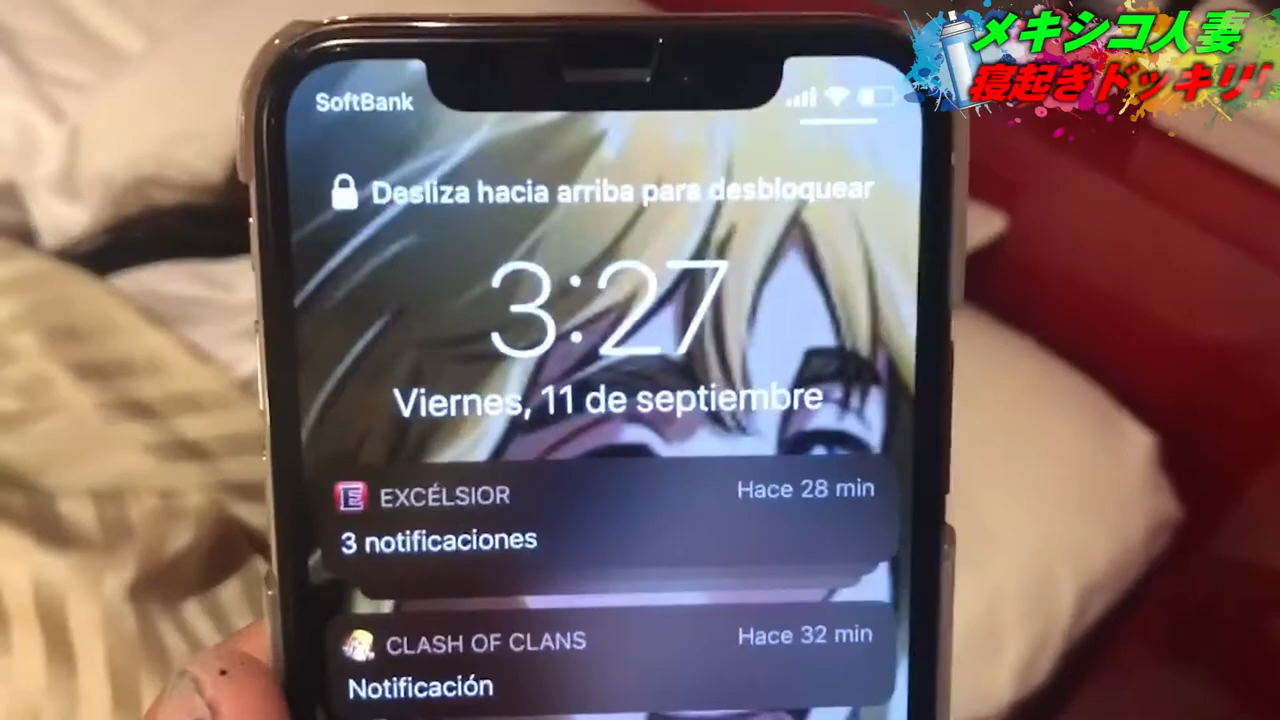 メキシコ人妻
寝起きドッキリ!!
SoftBank
Desliza hacia arriba para desbloquear
3:27
Viernes, 11 de septiembre
EXCÉLSIOR
Hace 28 min
3 notificaciones
CLASH OF CLANS
Hace 32 min
Notificación